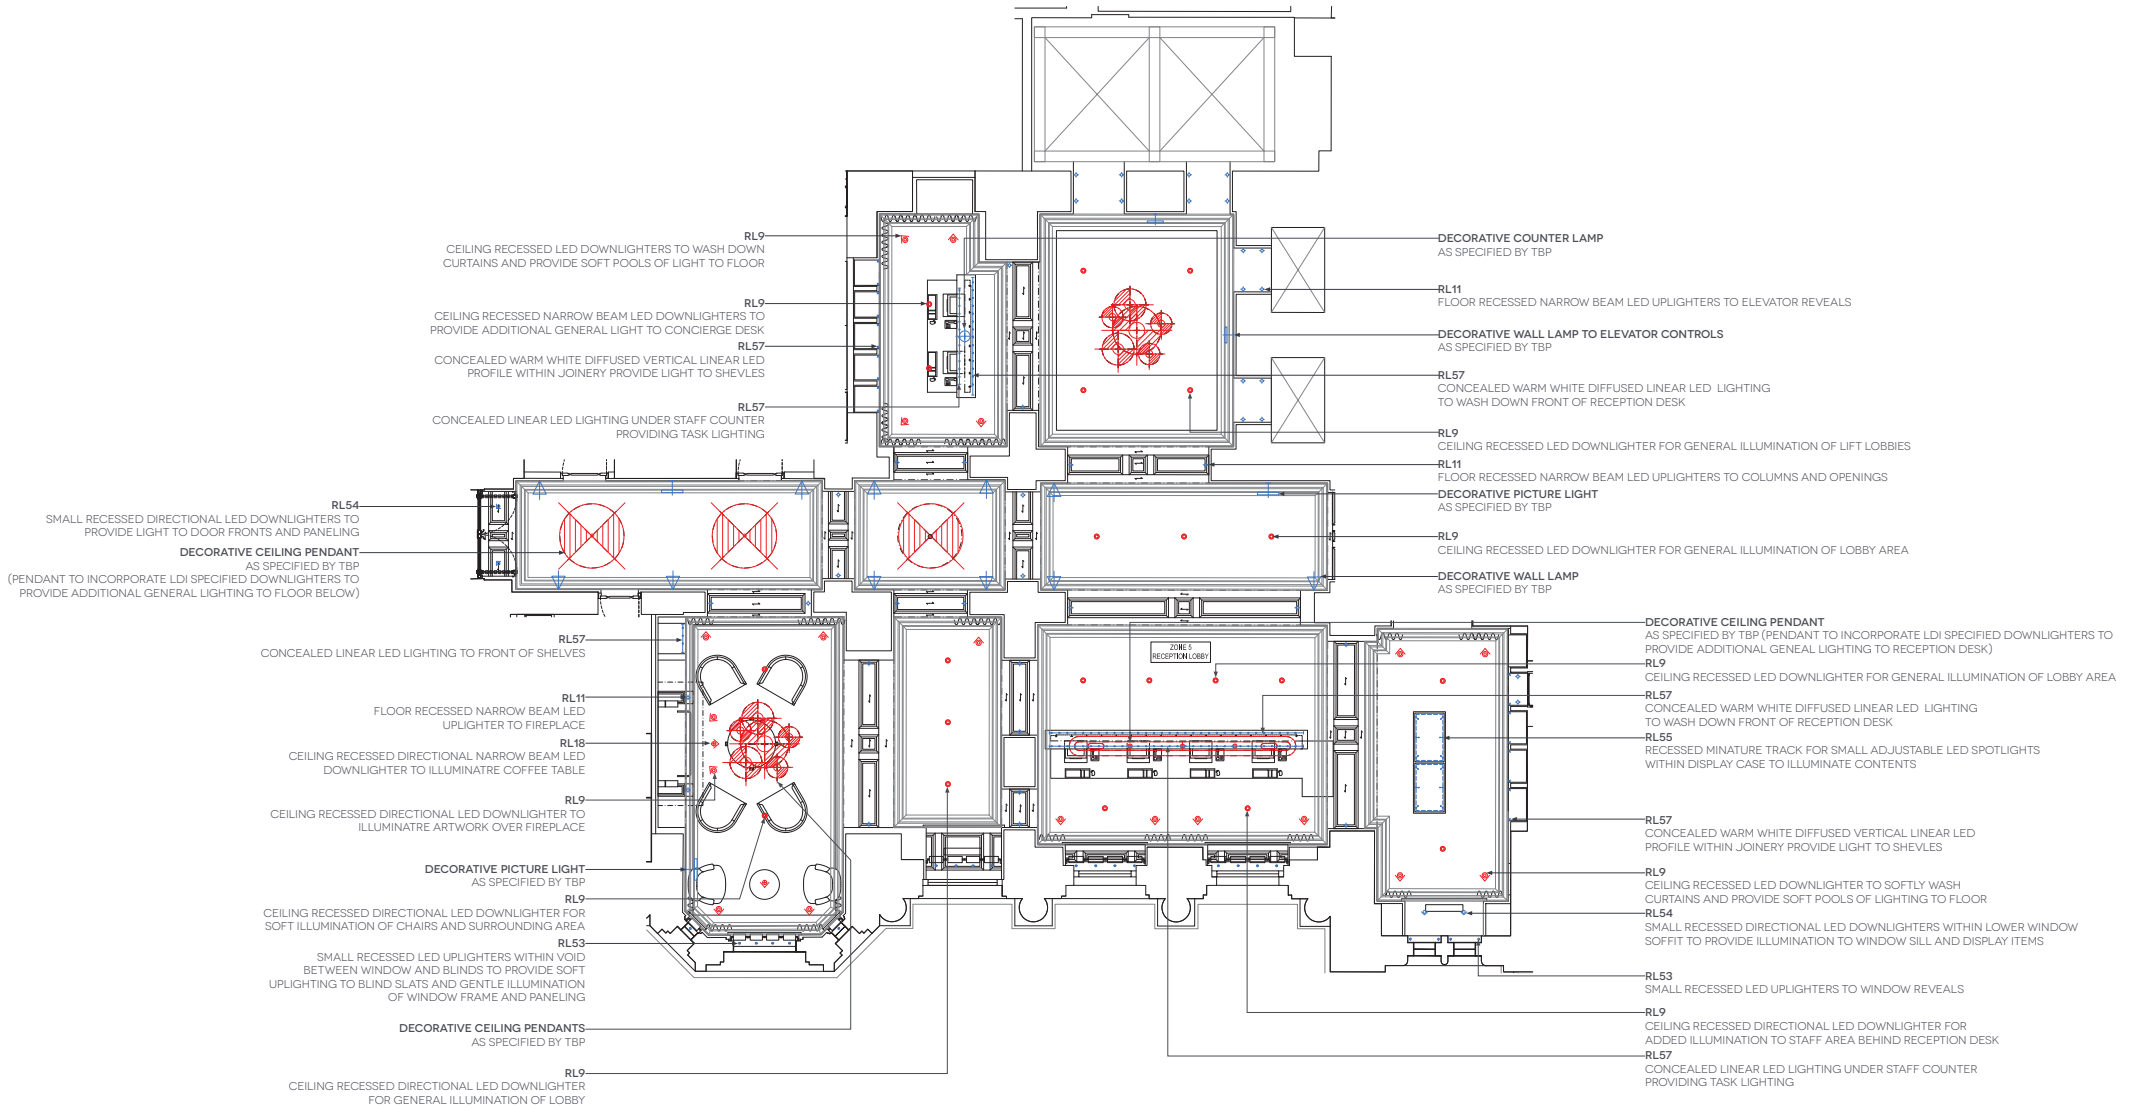 RL9
CEILING RECESSED LED DOWNLIGHTERS TO WASH DOWN
CURTAINS AND PROVIDE SOFT POOLS OF LIGHT TO FLOOR
RL9
CEILING RECESSED NARROW BEAM LED DOWNLIGHTERS TO
PROVIDE ADDITIONAL GENERAL LIGHT TO CONCIERGE DESK
RL57
CONCEALED WARM WHITE DIFFUSED VERTICAL LINEAR LED
PROFILE WITHIN JOINERY PROVIDE LIGHT TO SHEVLES
RL57
CONCEALED LINEAR LED LIGHTING UNDER STAFF COUNTER
PROVIDING TASK LIGHTING
RL54
SMALL RECESSED DIRECTIONAL LED DOWNLIGHTERS TO
PROVIDE LIGHT TO DOOR FRONTS AND PANELING
DECORATIVE CEILING PENDANT
AS SPECIFIED BY TBP
(PENDANT TO INCORPORATE LDI SPECIFIED DOWNLIGHTERS TO
PROVIDE ADDITIONAL GENERAL LIGHTING TO FLOOR BELOW)
RL57
CONCEALED LINEAR LED LIGHTING TO FRONT OF SHELVES
RL11
FLOOR RECESSED NARROW BEAM LED
UPLIGHTER TO FIREPLACE
RL18
CEILING RECESSED DIRECTIONAL NARROW BEAM LED
DOWNLIGHTER TO ILLUMINATRE COFFEE TABLE
RL9
CEILING RECESSED DIRECTIONAL LED DOWNLIGHTER TO
ILLUMINATRE ARTWORK OVER FIREPLACE
DECORATIVE PICTURE LIGHT
AS SPECIFIED BY TBP
RL9
CEILING RECESSED DIRECTIONAL LED DOWNLIGHTER FOR
SOFT ILLUMINATION OF CHAIRS AND SURROUNDING AREA
RL53
SMALL RECESSED LED UPLIGHTERS WITHIN VOID
BETWEEN WINDOW AND BLINDS TO PROVIDE SOFT
UPLIGHTING TO BLIND SLATS AND GENTLE ILLUMINATION
OF WINDOW FRAME AND PANELING
DECORATIVE CEILING PENDANTS
AS SPECIFIED BY TBP
RL9
CEILING RECESSED DIRECTIONAL LED DOWNLIGHTER
FOR GENERAL ILLUMINATION OF LOBBY
ZONE 5
RECEPTION LOBBY
DECORATIVE COUNTER LAMP
AS SPECIFIED BY TBP
RL11
FLOOR RECESSED NARROW BEAM LED UPLIGHTERS TO ELEVATOR REVEALS
DECORATIVE WALL LAMP TO ELEVATOR CONTROLS
AS SPECIFIED BY TBP
RL57
CONCEALED WARM WHITE DIFFUSED LINEAR LED LIGHTING
TO WASH DOWN FRONT OF RECEPTION DESK
RL9
CEILING RECESSED LED DOWNLIGHTER FOR GENERAL ILLUMINATION OF LIFT LOBBIES
RL11
FLOOR RECESSED NARROW BEAM LED UPLIGHTERS TO COLUMNS AND OPENINGS
DECORATIVE PICTURE LIGHT
AS SPECIFIED BY TBP
RL9
CEILING RECESSED LED DOWNLIGHTER FOR GENERAL ILLUMINATION OF LOBBY AREA
DECORATIVE WALL LAMP
AS SPECIFIED BY TBP
DECORATIVE CEILING PENDANT
AS SPECIFIED BY TBP (PENDANT TO INCORPORATE LDI SPECIFIED DOWNLIGHTERS TO
PROVIDE ADDITIONAL GENEAL LIGHTING TO RECEPTION DESK)
RL9
CEILING RECESSED LED DOWNLIGHTER FOR GENERAL ILLUMINATION OF LOBBY AREA
RL57
CONCEALED WARM WHITE DIFFUSED LINEAR LED LIGHTING
TO WASH DOWN FRONT OF RECEPTION DESK
RL55
RECESSED MINATURE TRACK FOR SMALL ADJUSTABLE LED SPOTLIGHTS
WITHIN DISPLAY CASE TO ILLUMINATE CONTENTS
RL57
CONCEALED WARM WHITE DIFFUSED VERTICAL LINEAR LED
PROFILE WITHIN JOINERY PROVIDE LIGHT TO SHEVLES
RL9
CEILING RECESSED LED DOWNLIGHTER TO SOFTLY WASH
CURTAINS AND PROVIDE SOFT POOLS OF LIGHTING TO FLOOR
RL54
SMALL RECESSED DIRECTIONAL LED DOWNLIGHTERS WITHIN LOWER WINDOW
SOFFIT TO PROVIDE ILLUMINATION TO WINDOW SILL AND DISPLAY ITEMS
RL53
SMALL RECESSED LED UPLIGHTERS TO WINDOW REVEALS
RL9
CEILING RECESSED DIRECTIONAL LED DOWNLIGHTER FOR
ADDED ILLUMINATION TO STAFF AREA BEHIND RECEPTION DESK
RL57
CONCEALED LINEAR LED LIGHTING UNDER STAFF COUNTER
PROVIDING TASK LIGHTING